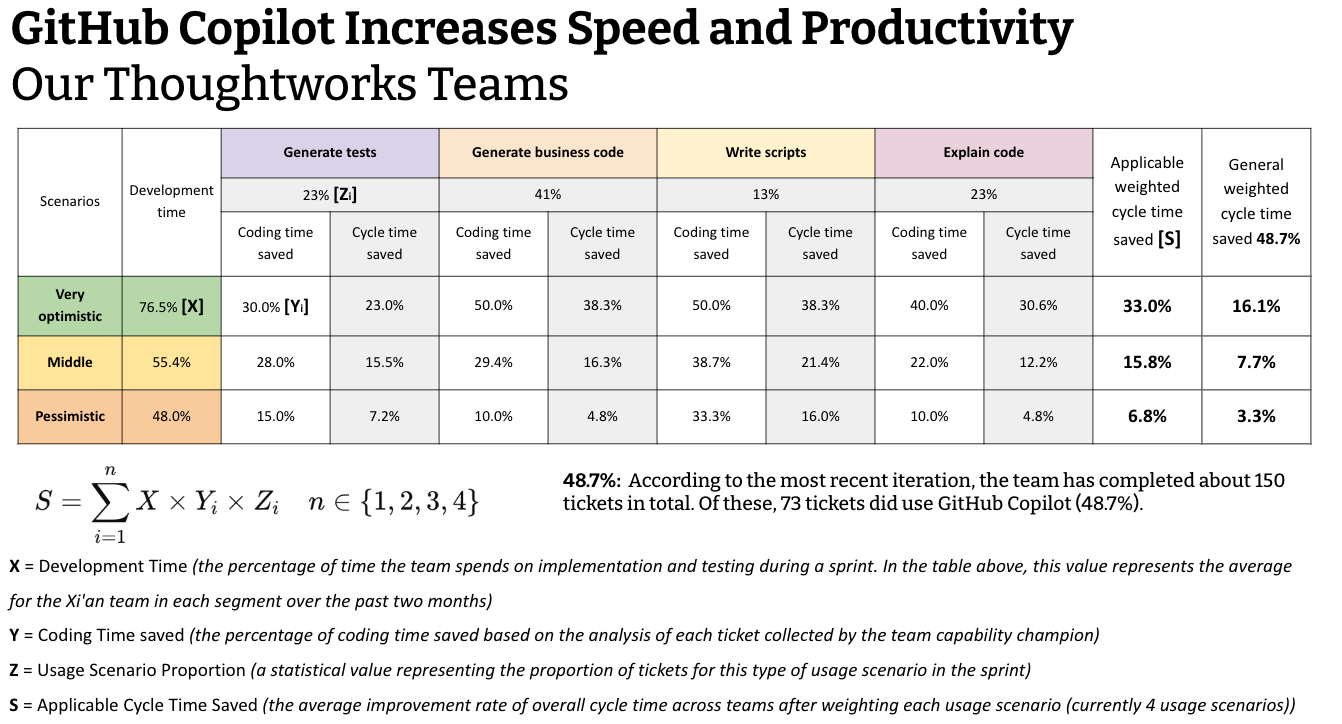 GitHub Copilot Increases Speed and Productivity
Our Thoughtworks Teams
Scenarios
Development
time
Generate tests
Generate business code
Write scripts
Explain code
Applicable
weighted
cycle time
saved [S]
General
weighted
cycle time
saved 48.7%
23% [Zi]
41%
13%
23%
Coding time
saved
Cycle time
saved
Coding time
saved
Cycle time
saved
Coding time
saved
Cycle time
saved
Coding time
saved
Cycle time
saved
Very
optimistic
76.5% [X]
30.0% [Yi]
23.0%
50.0%
38.3%
50.0%
38.3%
40.0%
30.6%
33.0%
16.1%
Middle
55.4%
28.0%
15.5%
29.4%
16.3%
38.7%
21.4%
22.0%
12.2%
15.8%
7.7%
Pessimistic
48.0%
15.0%
7.2%
10.0%
4.8%
33.3%
16.0%
10.0%
4.8%
6.8%
3.3%
S = ∑ⁿᵢ₌₁ X × Yᵢ × Zᵢ n ∈ {1, 2, 3, 4}
48.7%: According to the most recent iteration, the team has completed about 150
tickets in total. Of these, 73 tickets did use GitHub Copilot (48.7%).
X = Development Time (the percentage of time the team spends on implementation and testing during a sprint. In the table above, this value represents the average
for the Xi'an team in each segment over the past two months)
Y = Coding Time saved (the percentage of coding time saved based on the analysis of each ticket collected by the team capability champion)
Z = Usage Scenario Proportion (a statistical value representing the proportion of tickets for this type of usage scenario in the sprint)
S = Applicable Cycle Time Saved (the average improvement rate of overall cycle time across teams after weighting each usage scenario (currently 4 usage scenarios))